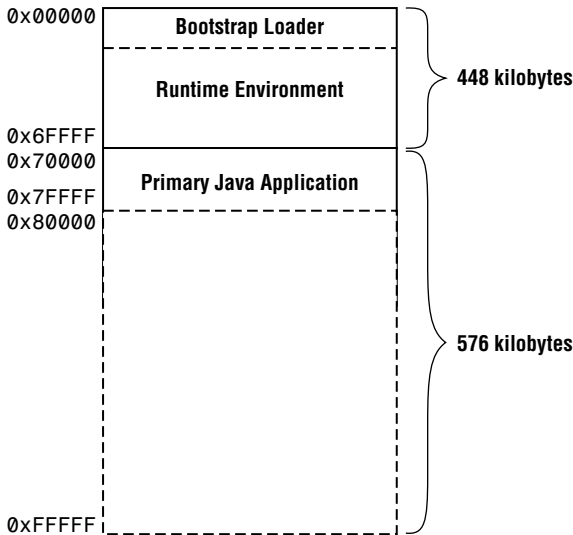 0x00000
Bootstrap Loader
Runtime Environment
448 kilobytes
0x6FFFF
0x70000
Primary Java Application
0x7FFFF
0x80000
576 kilobytes
0xFFFFF